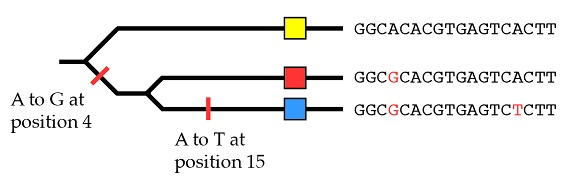 GGCACACGTGAGTCACTT
GGCGCACGTGAGTCACTT
A to G at
position 4
GGCGCACGTGAGTCTCTT
A to T at
position 15